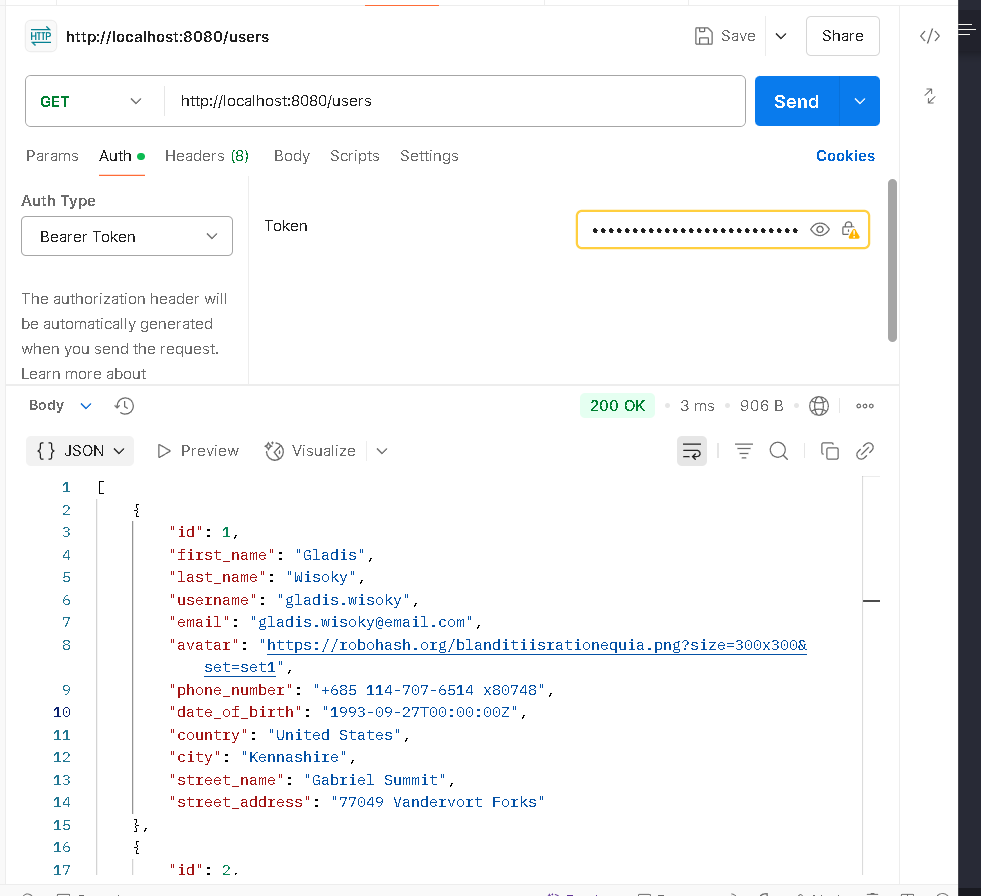 HTTP http://localhost:8080/users Save Share
GET http://localhost:8080/users Send
Params Auth Headers (8) Body Scripts Settings Cookies
Auth Type
Bearer Token
Token ••••••••••••••••••••••••••
The authorization header will
be automatically generated
when you send the request.
Learn more about
Body 200 OK • 3 ms • 906 B •
{} JSON Preview Visualize
1 [
2 {
3 "id": 1,
4 "first_name": "Gladis",
5 "last_name": "Wisoky",
6 "username": "gladis.wisoky",
7 "email": "gladis.wisoky@email.com",
8 "avatar": "https://robohash.org/blanditiisrationequia.png?size=300x300&
set=set1",
9 "phone_number": "+685 114-707-6514 x80748",
10 "date_of_birth": "1993-09-27T00:00:00Z",
11 "country": "United States",
12 "city": "Kennashire",
13 "street_name": "Gabriel Summit",
14 "street_address": "77049 Vandervort Forks"
15 },
16 {
17 "id": 2,